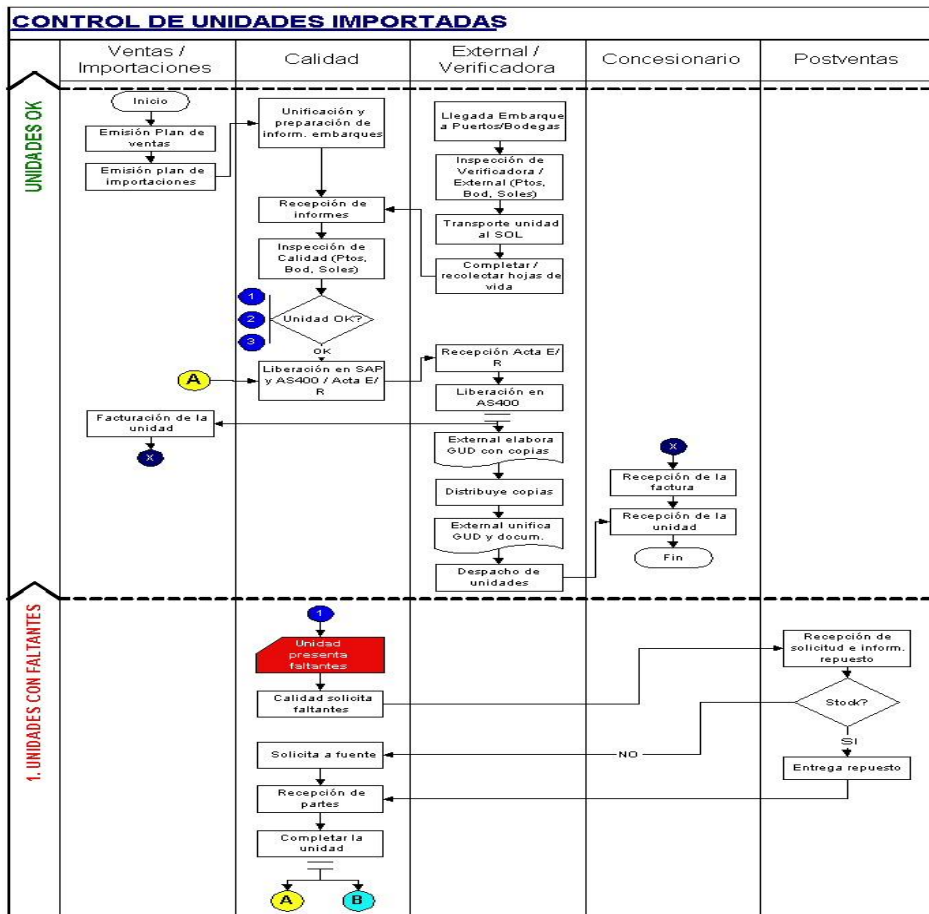 CONTROL DE UNIDADES IMPORTADAS
Ventas /
Importaciones
Calidad
External /
Verificadora
Concesionario
Postventas
UNIDADES OK
Inicio
Emisión Plan de
ventas
Emisión plan de
importaciones
Unificación y
preparación de
inform. embarques
Llegada Embarque
a Puertos/Bodegas
Inspección de
Verificadora /
External (Ptos,
Bod, Soles)
Recepción de
informes
Transporte unidad
al SOL
Inspección de
Calidad (Ptos,
Bod, Soles)
Completar /
recolectar hojas de
vida
1
2
3
Unidad OK?
OK
A
Liberación en SAP
y AS400 / Acta E/
R
Recepción Acta E/
R
Liberación en
AS400
Facturación de la
unidad
X
External elabora
GUD con copias
X
Recepción de la
factura
Distribuye copias
Recepción de la
unidad
External unifica
GUD y docum.
Fin
Despacho de
unidades
1. UNIDADES CON FALTANTES
1
Unidad
presenta
faltantes
Recepción de
solicitud e inform.
repuesto
Calidad solicita
faltantes
Stock?
SI
NO
Solicita a fuente
Entrega repuesto
Recepción de
partes
Completar la
unidad
A
B